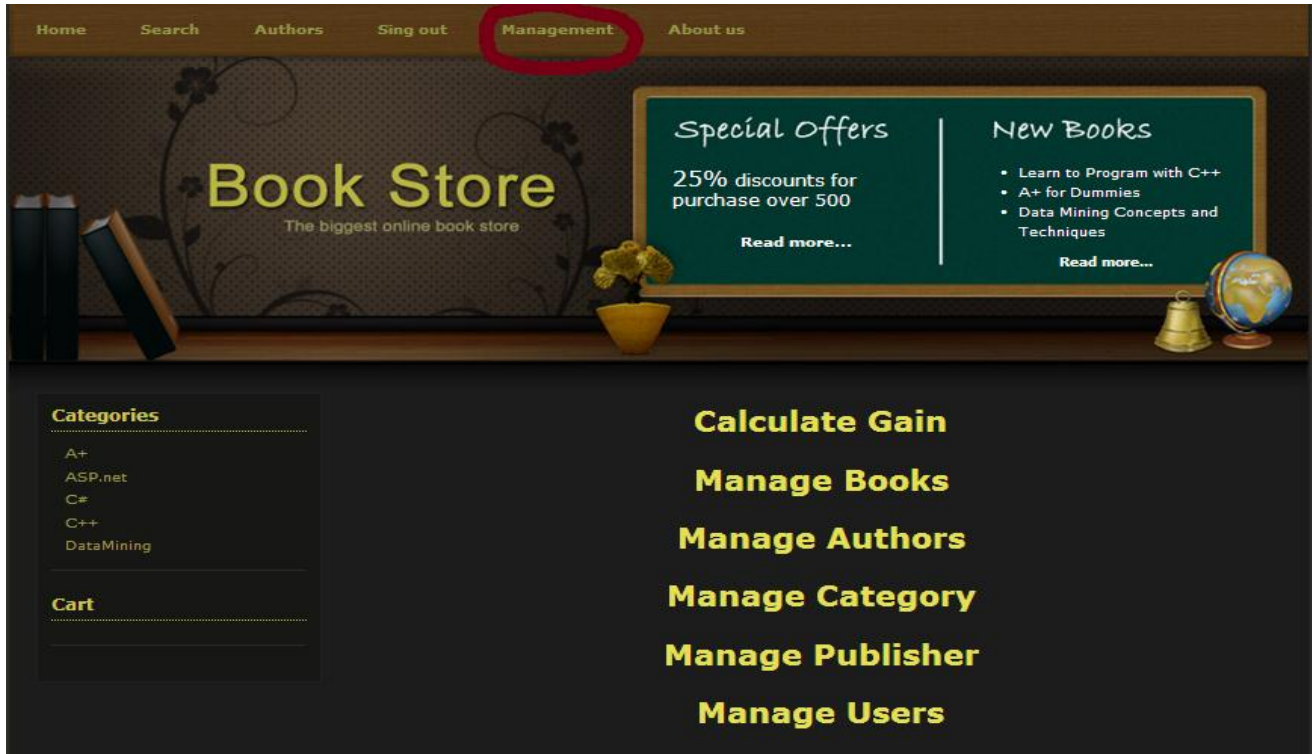 Home Search Authors Sing out Management About us
Book Store
The biggest online book store
Special Offers
25% discounts for
purchase over 500
Read more...
New Books
• Learn to Program with C++
• A+ for Dummies
• Data Mining Concepts and
Techniques
Read more...
Categories
A+
ASP.net
C#
C++
DataMining
Cart
Calculate Gain
Manage Books
Manage Authors
Manage Category
Manage Publisher
Manage Users